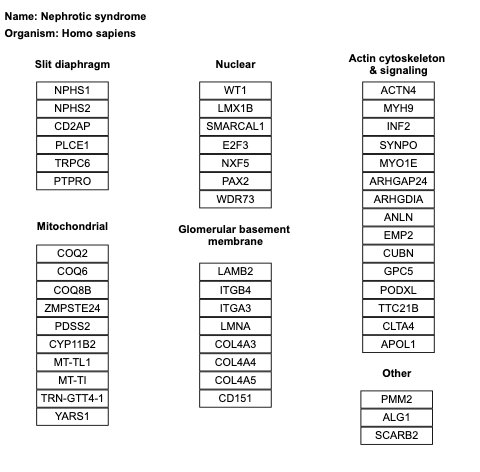 Name: Nephrotic syndrome
Organism: Homo sapiens
Slit diaphragm
NPHS1
NPHS2
CD2AP
PLCE1
TRPC6
PTPRO
Nuclear
WT1
LMX1B
SMARCAL1
E2F3
NXF5
PAX2
WDR73
Actin cytoskeleton
& signaling
ACTN4
MYH9
INF2
SYNPO
MYO1E
ARHGAP24
ARHGDIA
ANLN
EMP2
CUBN
GPC5
PODXL
TTC21B
CLTA4
APOL1
Mitochondrial
COQ2
COQ6
COQ8B
ZMPSTE24
PDSS2
CYP11B2
MT-TL1
MT-TI
TRN-GTT4-1
YARS1
Glomerular basement
membrane
LAMB2
ITGB4
ITGA3
LMNA
COL4A3
COL4A4
COL4A5
CD151
Other
PMM2
ALG1
SCARB2